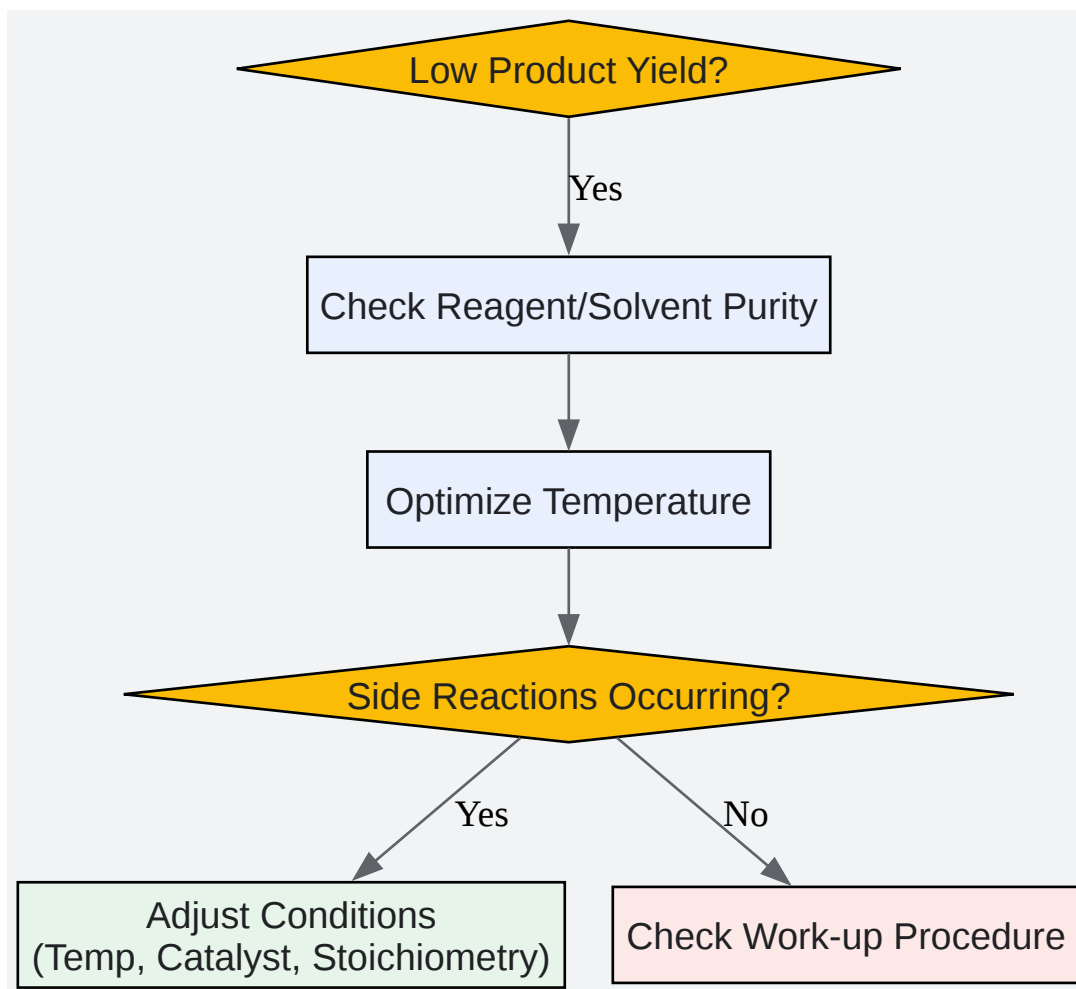 Low Product Yield?
Yes
Check Reagent/Solvent Purity
Optimize Temperature
Side Reactions Occurring?
Yes
No
Adjust Conditions
(Temp, Catalyst, Stoichiometry)
Check Work-up Procedure